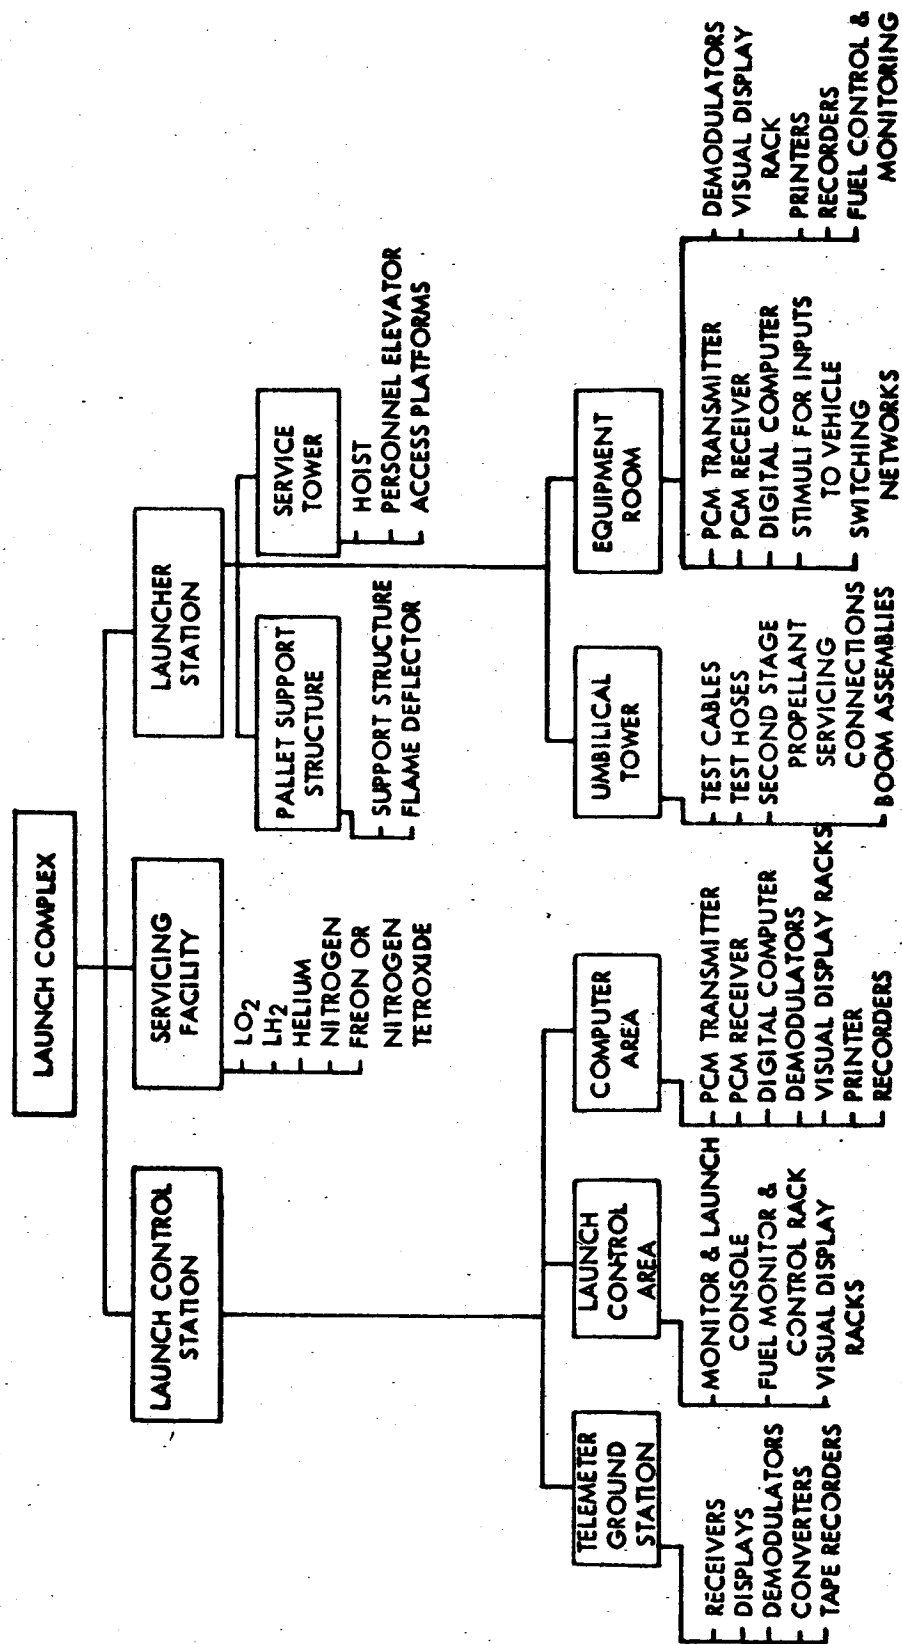 LAUNCH COMPLEX
LAUNCH CONTROL
STATION
SERVICING
FACILITY
LO2
LH2
HELIUM
NITROGEN
FREON OR
NITROGEN
TETROXIDE
LAUNCHER
STATION
PALLET SUPPORT
STRUCTURE
SUPPORT STRUCTURE
FLAME DEFLECTOR
SERVICE
TOWER
HOIST
PERSONNEL ELEVATOR
ACCESS PLATFORMS
TELEMETER
GROUND
STATION
RECEIVERS
DISPLAYS
DEMODULATORS
CONVERTERS
TAPE RECORDERS
LAUNCH
CONTROL
AREA
MONITOR & LAUNCH
CONSOLE
FUEL MONITOR &
CONTROL RACK
VISUAL DISPLAY
RACKS
COMPUTER
AREA
PCM TRANSMITTER
PCM RECEIVER
DIGITAL COMPUTER
DEMODULATORS
VISUAL DISPLAY RACKS
PRINTER
RECORDERS
UMBILICAL
TOWER
TEST CABLES
TEST HOSES
SECOND STAGE
PROPELLANT
SERVICING
CONNECTIONS
BOOM ASSEMBLIES
EQUIPMENT
ROOM
PCM TRANSMITTER
PCM RECEIVER
DIGITAL COMPUTER
STIMULI FOR INPUTS
TO VEHICLE
SWITCHING
NETWORKS
DEMODULATORS
VISUAL DISPLAY
RACK
PRINTERS
RECORDERS
FUEL CONTROL &
MONITORING